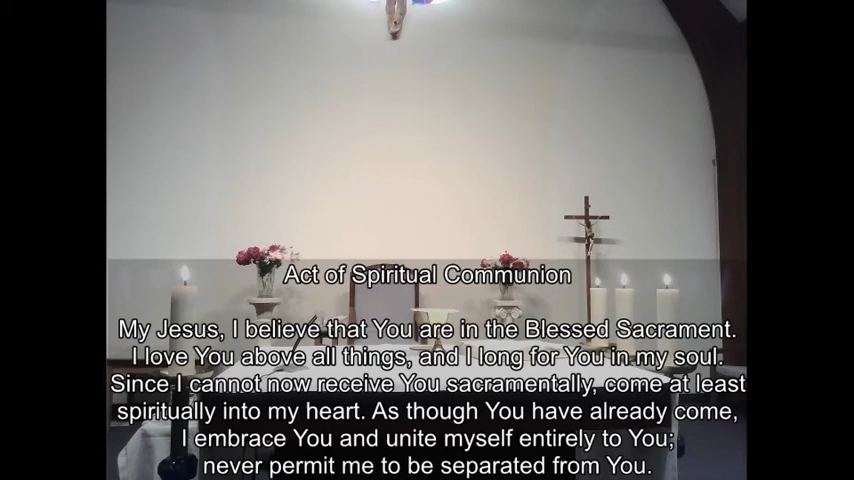 Act of Spiritual Communion
My Jesus, I believe that You are in the Blessed Sacrament.
I love You above all things, and I long for You in my soul.
Since I cannot now receive You sacramentally, come at least
spiritually into my heart. As though You have already come,
I embrace You and unite myself entirely to You;
never permit me to be separated from You.